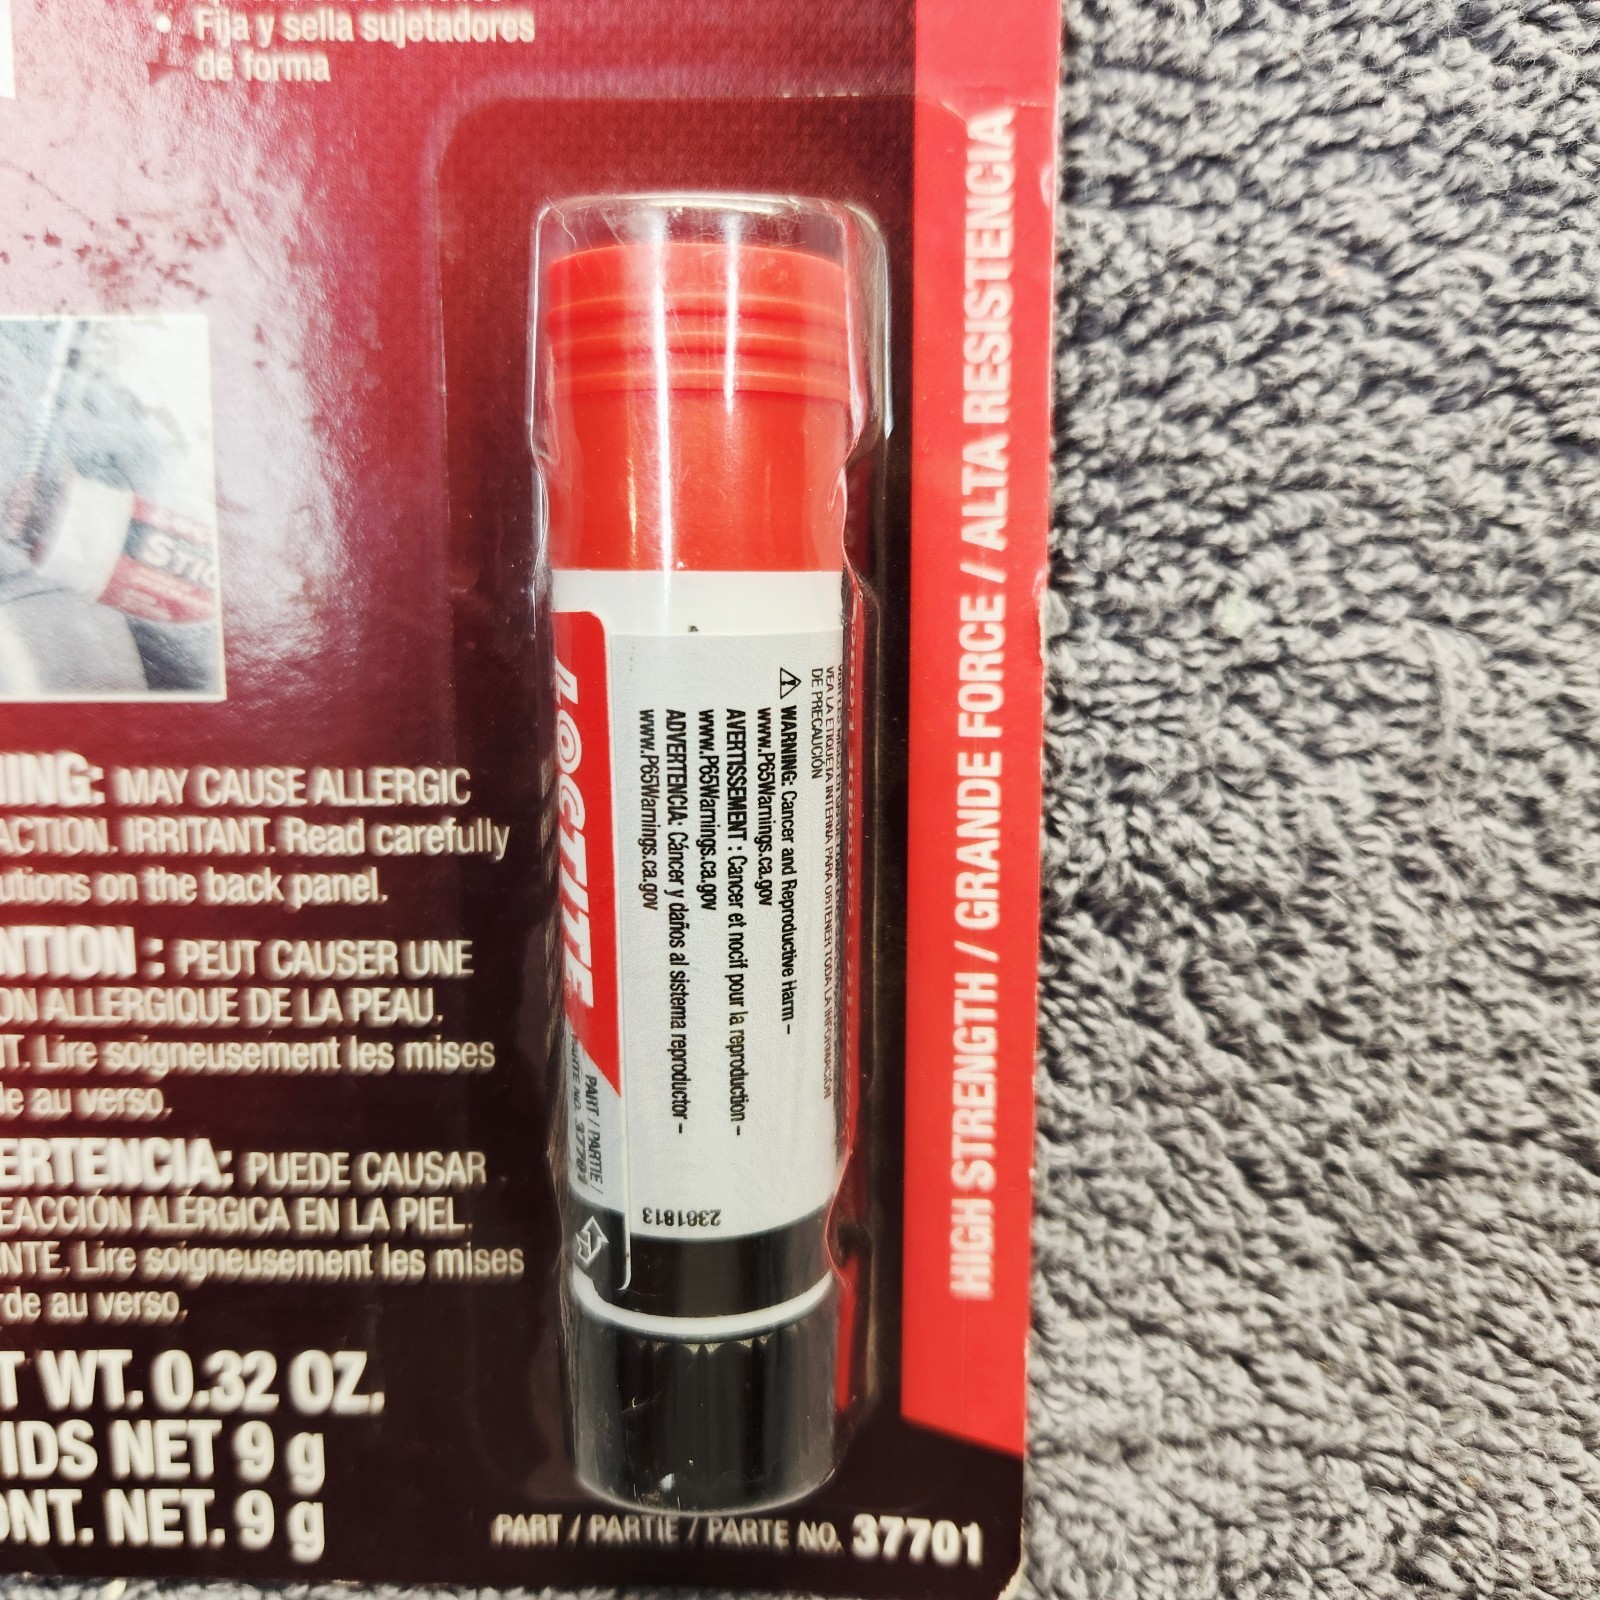 • Fija y sella sujetadores
de forma
STIC
NING: MAY CAUSE ALLERGIC
ACTION. IRRITANT. Read carefully
utions on the back panel.
NTION : PEUT CAUSER UNE
ON ALLERGIQUE DE LA PEAU.
NT. Lire soigneusement les mises
de au verso.
ERTENCIA: PUEDE CAUSAR
EACCIÓN ALÉRGICA EN LA PIEL.
ANTE. Lire soigneusement les mises
rde au verso.
T WT. 0.32 OZ.
IDS NET 9 g
ONT. NET. 9 g
VEA LA ETIQUETA INTERNA PARA OBTENER TODA LA INFORMACIÓN
DE PRECAUCIÓN
⚠ WARNING: Cancer and Reproductive Harm –
www.P65Warnings.ca.gov
AVERTISSEMENT : Cancer et nocif pour la reproduction –
www.P65Warnings.ca.gov
ADVERTENCIA: Cáncer y daños al sistema reproductor –
www.P65Warnings.ca.gov
2381813
LOCTITE
PART / PARTIE /
PARTE NO. 37701
HIGH STRENGTH / GRANDE FORCE / ALTA RESISTENCIA
PART / PARTIE / PARTE NO. 37701